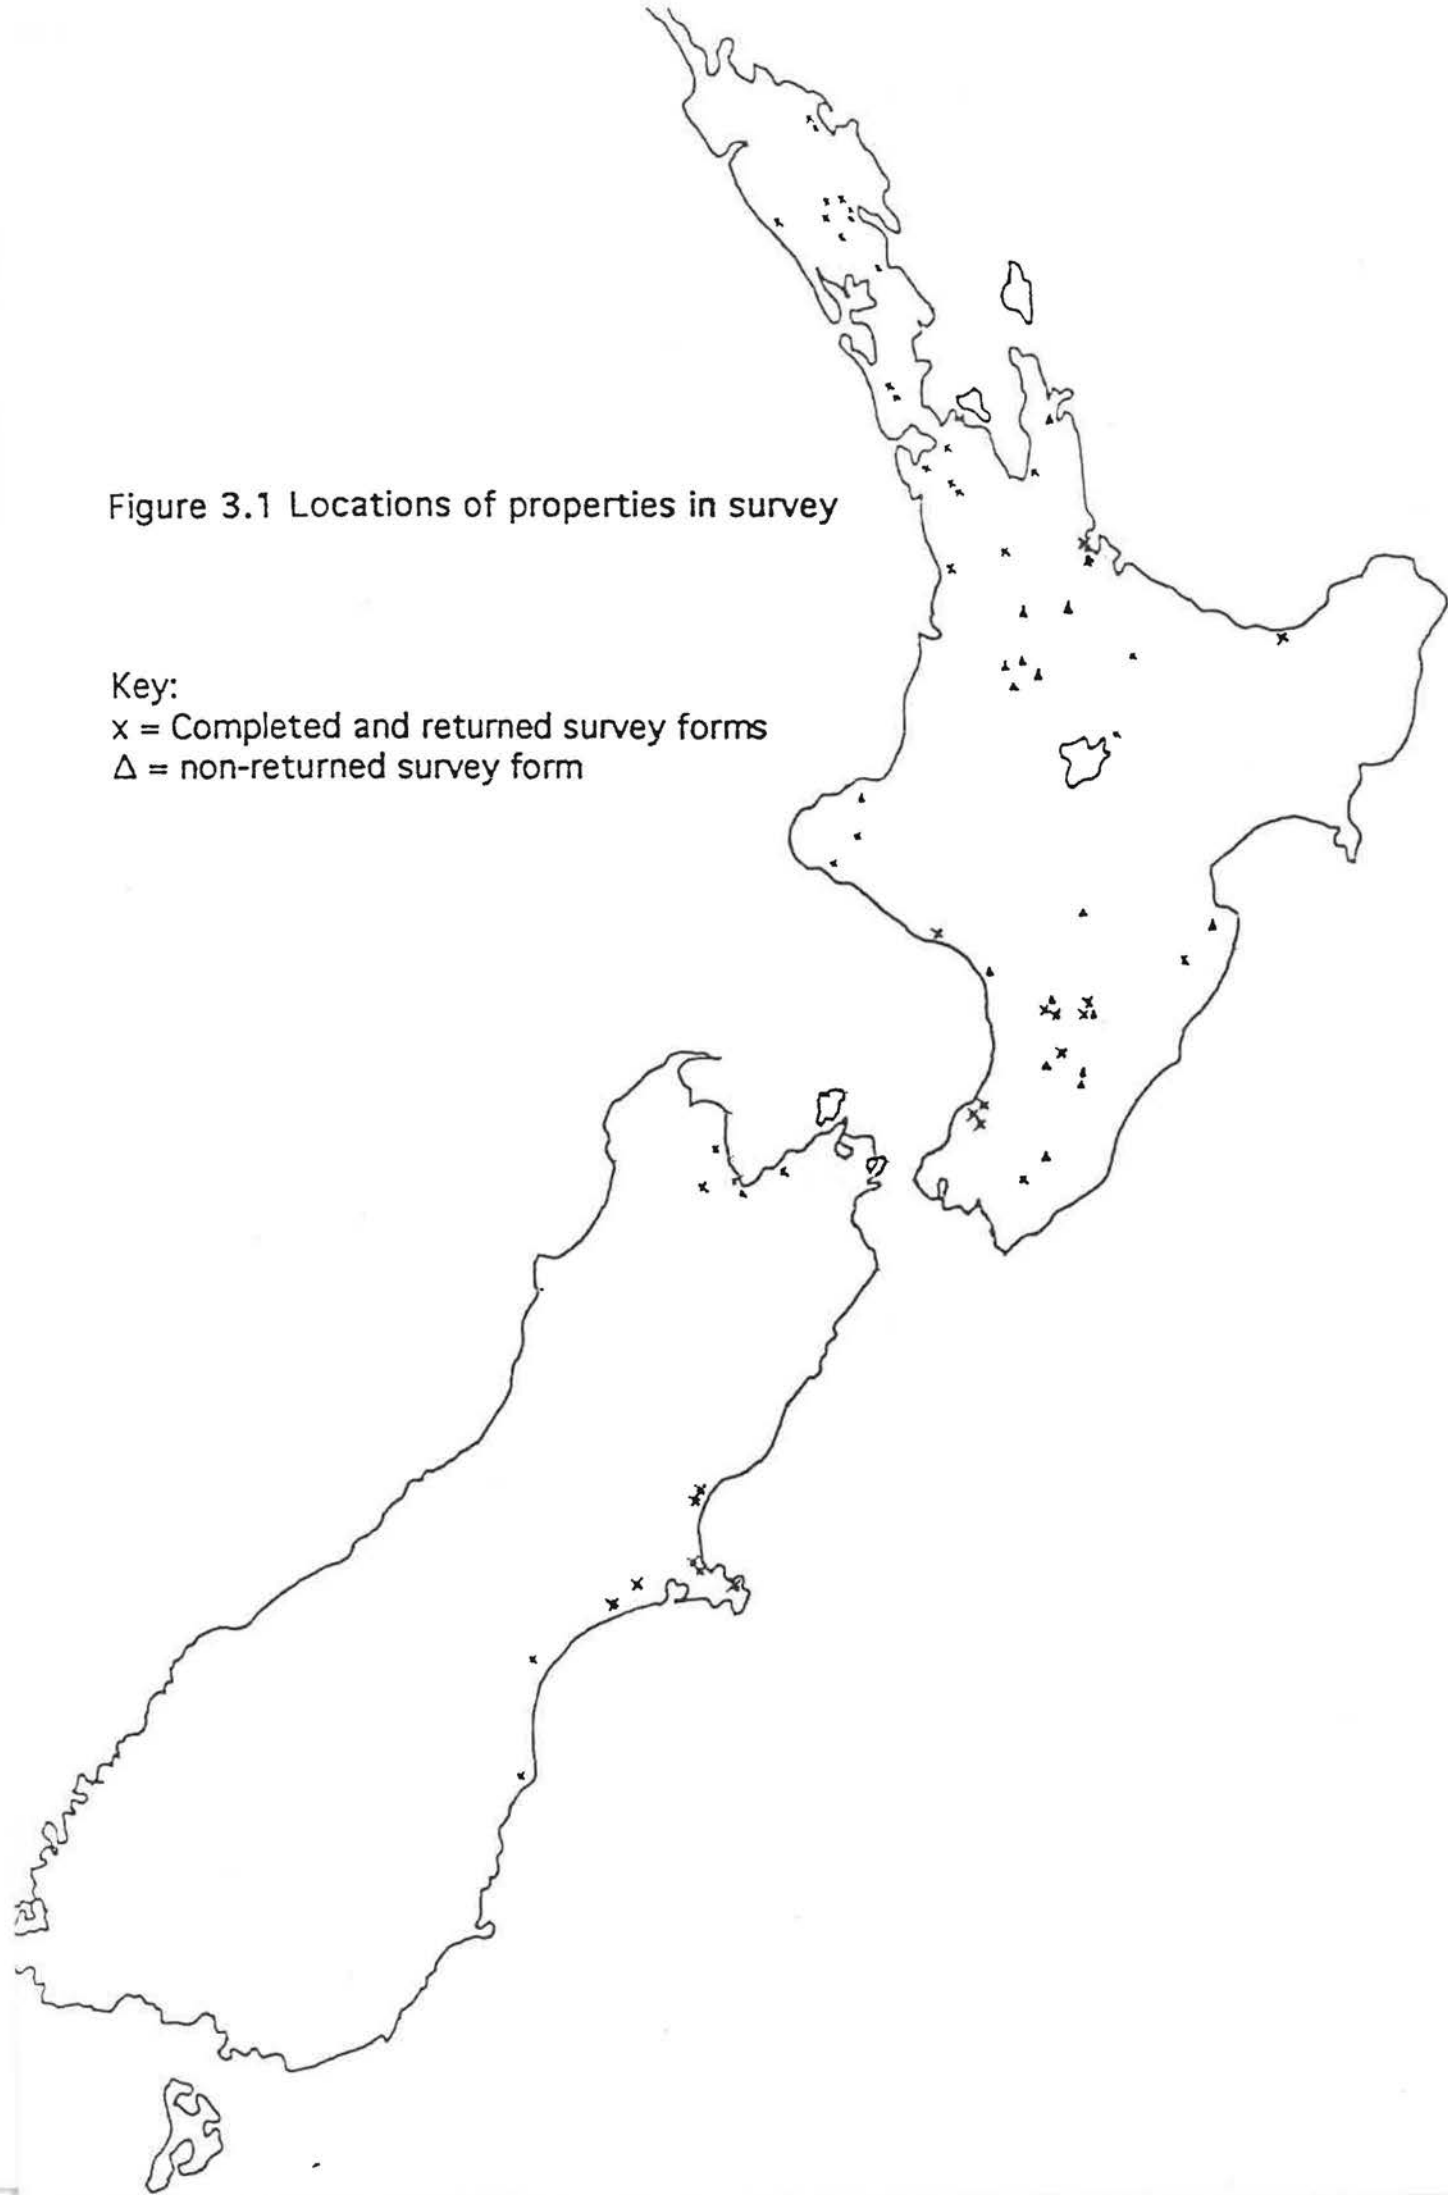 Figure 3.1 Locations of properties in survey
Key:
x = Completed and returned survey forms
Δ = non-returned survey form